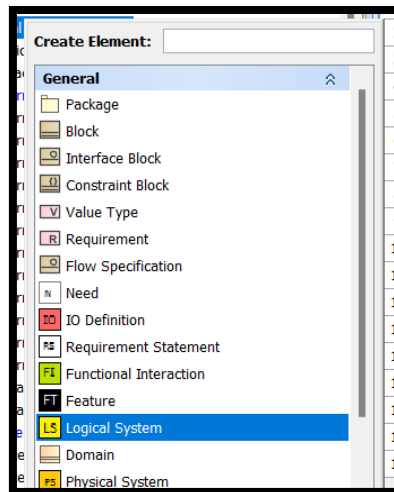 Create Element:
General
Package
Block
Interface Block
Constraint Block
V Value Type
R Requirement
Flow Specification
N Need
IO IO Definition
RS Requirement Statement
FI Functional Interaction
FT Feature
LS Logical System
Domain
PS Physical System